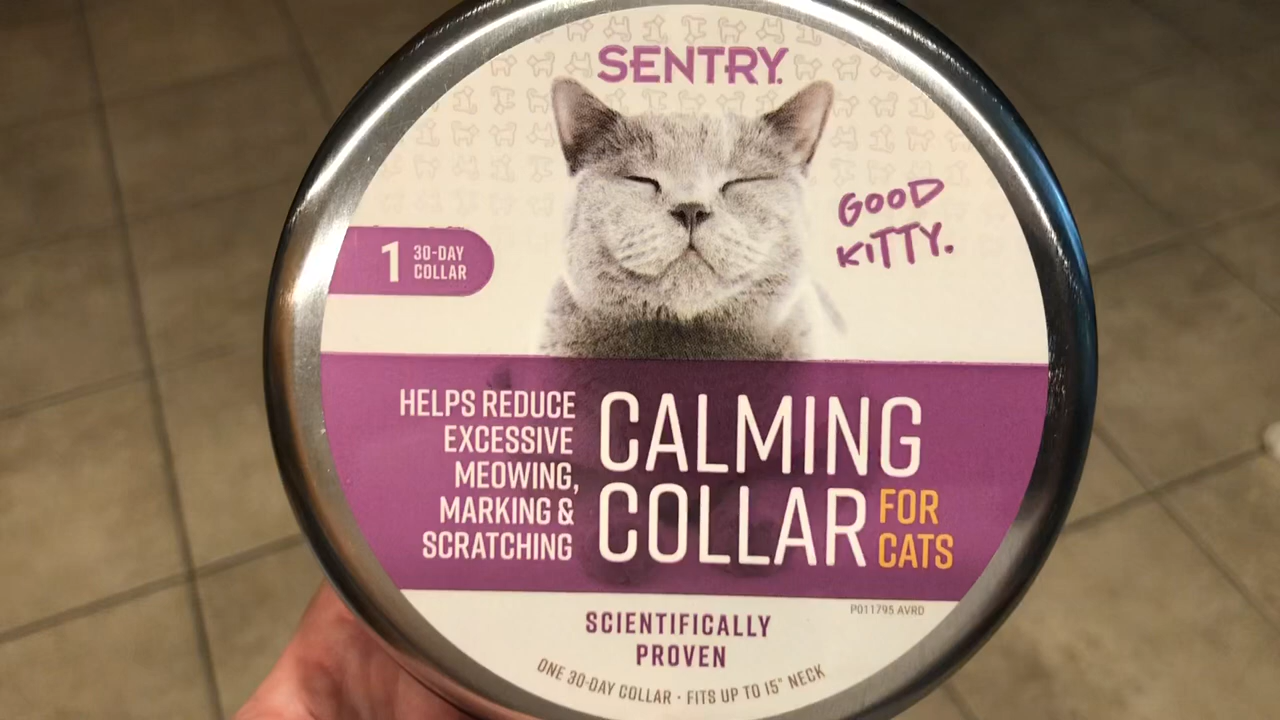 SENTRY.
GOOD
KITTY.
1 30-DAY
COLLAR
HELPS REDUCE
EXCESSIVE
MEOWING,
MARKING &
SCRATCHING
CALMING
COLLAR
FOR
CATS
P011795 AVRD
SCIENTIFICALLY
PROVEN
ONE 30-DAY COLLAR · FITS UP TO 15" NECK